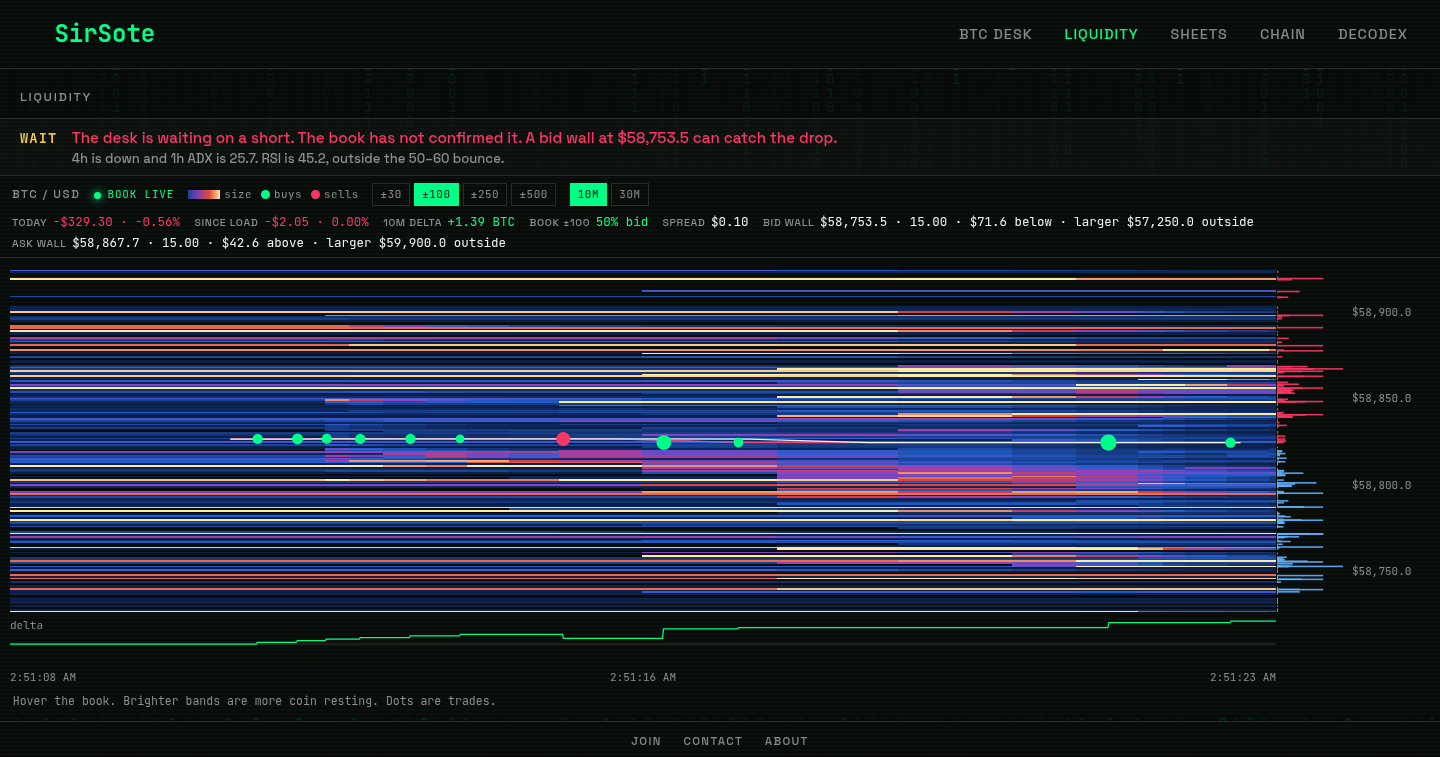 SirSote
BTC DESK LIQUIDITY SHEETS CHAIN DECODEX
LIQUIDITY
WAIT The desk is waiting on a short. The book has not confirmed it. A bid wall at $58,753.5 can catch the drop.
4h is down and 1h ADX is 25.7. RSI is 45.2, outside the 50–60 bounce.
BTC / USD BOOK LIVE size buys sells ±30 ±100 ±250 ±500 10M 30M
TODAY -$329.30 · -0.56% SINCE LOAD -$2.05 · 0.00% 10M DELTA +1.39 BTC BOOK ±100 50% bid SPREAD $0.10 BID WALL $58,753.5 · 15.00 · $71.6 below · larger $57,250.0 outside
ASK WALL $58,867.7 · 15.00 · $42.6 above · larger $59,900.0 outside
$58,900.0
$58,850.0
$58,800.0
$58,750.0
delta
2:51:08 AM 2:51:16 AM 2:51:23 AM
Hover the book. Brighter bands are more coin resting. Dots are trades.
JOIN CONTACT ABOUT